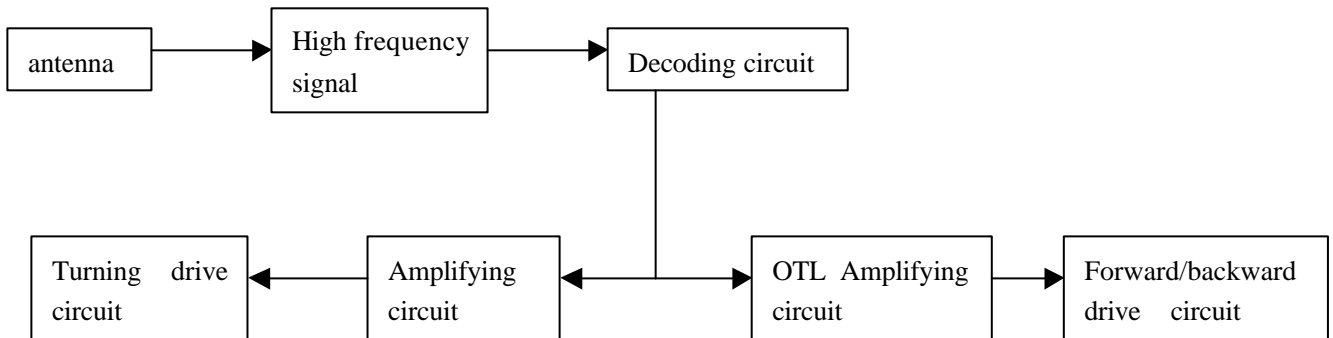 antenna
High frequency
signal
Decoding circuit
Turning drive
circuit
Amplifying
circuit
OTL Amplifying
circuit
Forward/backward
drive circuit